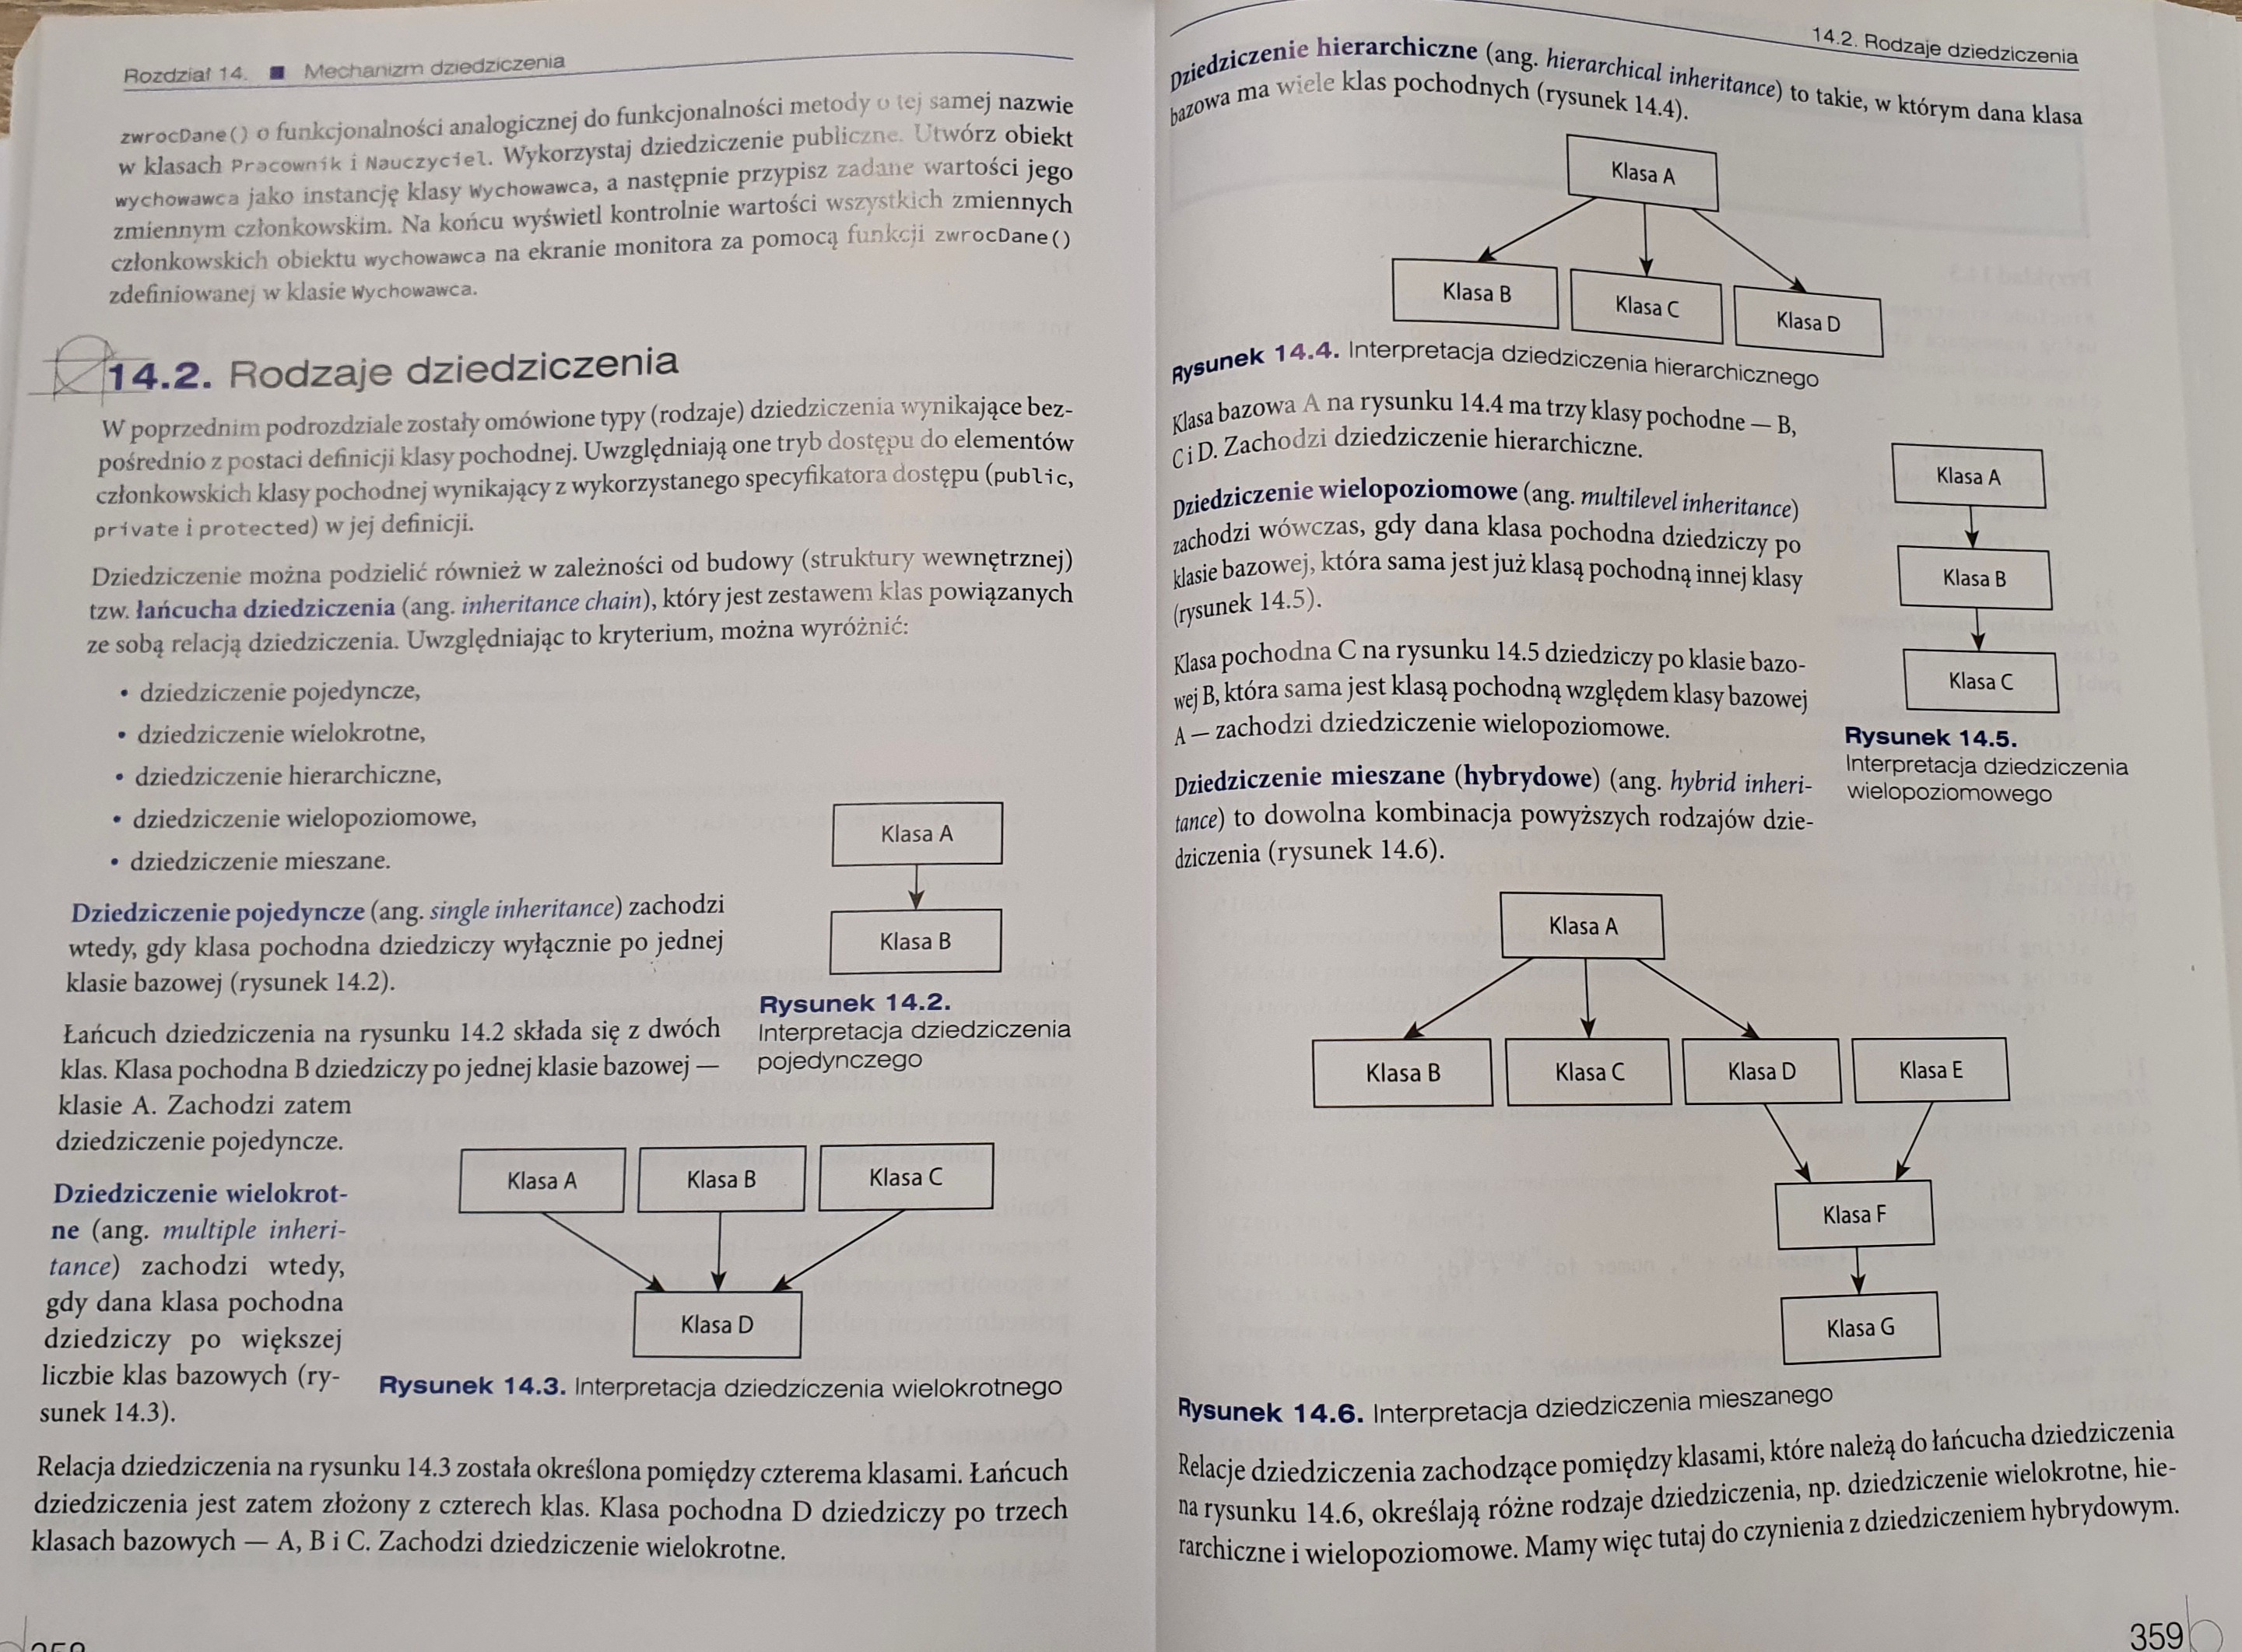 Rozdział 14. ■ Mechanizm dziedziczenia
zwrocDane() o funkcjonalności analogicznej do funkcjonalności metody o tej samej nazwie
w klasach Pracownik i Nauczyciel. Wykorzystaj dziedziczenie publiczne. Utwórz obiekt
wychowawca jako instancję klasy Wychowawca, a następnie przypisz zadane wartości jego
zmiennym członkowskim. Na końcu wyświetl kontrolnie wartości wszystkich zmiennych
członkowskich obiektu wychowawca na ekranie monitora za pomocą funkcji zwrocDane()
zdefiniowanej w klasie Wychowawca.
14.2. Rodzaje dziedziczenia
W poprzednim podrozdziale zostały omówione typy (rodzaje) dziedziczenia wynikające bez-
pośrednio z postaci definicji klasy pochodnej. Uwzględniają one tryb dostępu do elementów
członkowskich klasy pochodnej wynikający z wykorzystanego specyfikatora dostępu (public,
private i protected) w jej definicji.
Dziedziczenie można podzielić również w zależności od budowy (struktury wewnętrznej)
tzw. łańcucha dziedziczenia (ang. inheritance chain), który jest zestawem klas powiązanych
ze sobą relacją dziedziczenia. Uwzględniając to kryterium, można wyróżnić:
• dziedziczenie pojedyncze,
• dziedziczenie wielokrotne,
• dziedziczenie hierarchiczne,
• dziedziczenie wielopoziomowe,
• dziedziczenie mieszane.
Dziedziczenie pojedyncze (ang. single inheritance) zachodzi
wtedy, gdy klasa pochodna dziedziczy wyłącznie po jednej
klasie bazowej (rysunek 14.2).
Klasa A
Klasa B
Rysunek 14.2.
Interpretacja dziedziczenia
pojedynczego
Łańcuch dziedziczenia na rysunku 14.2 składa się z dwóch
klas. Klasa pochodna B dziedziczy po jednej klasie bazowej —
klasie A. Zachodzi zatem
dziedziczenie pojedyncze.
Dziedziczenie wielokrot-
ne (ang. multiple inheri-
tance) zachodzi wtedy,
gdy dana klasa pochodna
dziedziczy po większej
liczbie klas bazowych (ry-
sunek 14.3).
Klasa A Klasa B Klasa C
Klasa D
Rysunek 14.3. Interpretacja dziedziczenia wielokrotnego
Relacja dziedziczenia na rysunku 14.3 została określona pomiędzy czterema klasami. Łańcuch
dziedziczenia jest zatem złożony z czterech klas. Klasa pochodna D dziedziczy po trzech
klasach bazowych — A, B i C. Zachodzi dziedziczenie wielokrotne.
14.2. Rodzaje dziedziczenia
Dziedziczenie hierarchiczne (ang. hierarchical inheritance) to takie, w którym dana klasa
bazowa ma wiele klas pochodnych (rysunek 14.4).
Klasa A
Klasa B Klasa C Klasa D
Rysunek 14.4. Interpretacja dziedziczenia hierarchicznego
Klasa bazowa A na rysunku 14.4 ma trzy klasy pochodne — B,
C i D. Zachodzi dziedziczenie hierarchiczne.
Dziedziczenie wielopoziomowe (ang. multilevel inheritance)
zachodzi wówczas, gdy dana klasa pochodna dziedziczy po
klasie bazowej, która sama jest już klasą pochodną innej klasy
(rysunek 14.5).
Klasa pochodna C na rysunku 14.5 dziedziczy po klasie bazo-
wej B, która sama jest klasą pochodną względem klasy bazowej
A — zachodzi dziedziczenie wielopoziomowe.
Klasa A
Klasa B
Klasa C
Rysunek 14.5.
Interpretacja dziedziczenia
wielopoziomowego
Dziedziczenie mieszane (hybrydowe) (ang. hybrid inheri-
tance) to dowolna kombinacja powyższych rodzajów dzie-
dziczenia (rysunek 14.6).
Klasa A
Klasa B Klasa C Klasa D Klasa E
Klasa F
Klasa G
Rysunek 14.6. Interpretacja dziedziczenia mieszanego
Relacje dziedziczenia zachodzące pomiędzy klasami, które należą do łańcucha dziedziczenia
na rysunku 14.6, określają różne rodzaje dziedziczenia, np. dziedziczenie wielokrotne, hie-
rarchiczne i wielopoziomowe. Mamy więc tutaj do czynienia z dziedziczeniem hybrydowym.
359